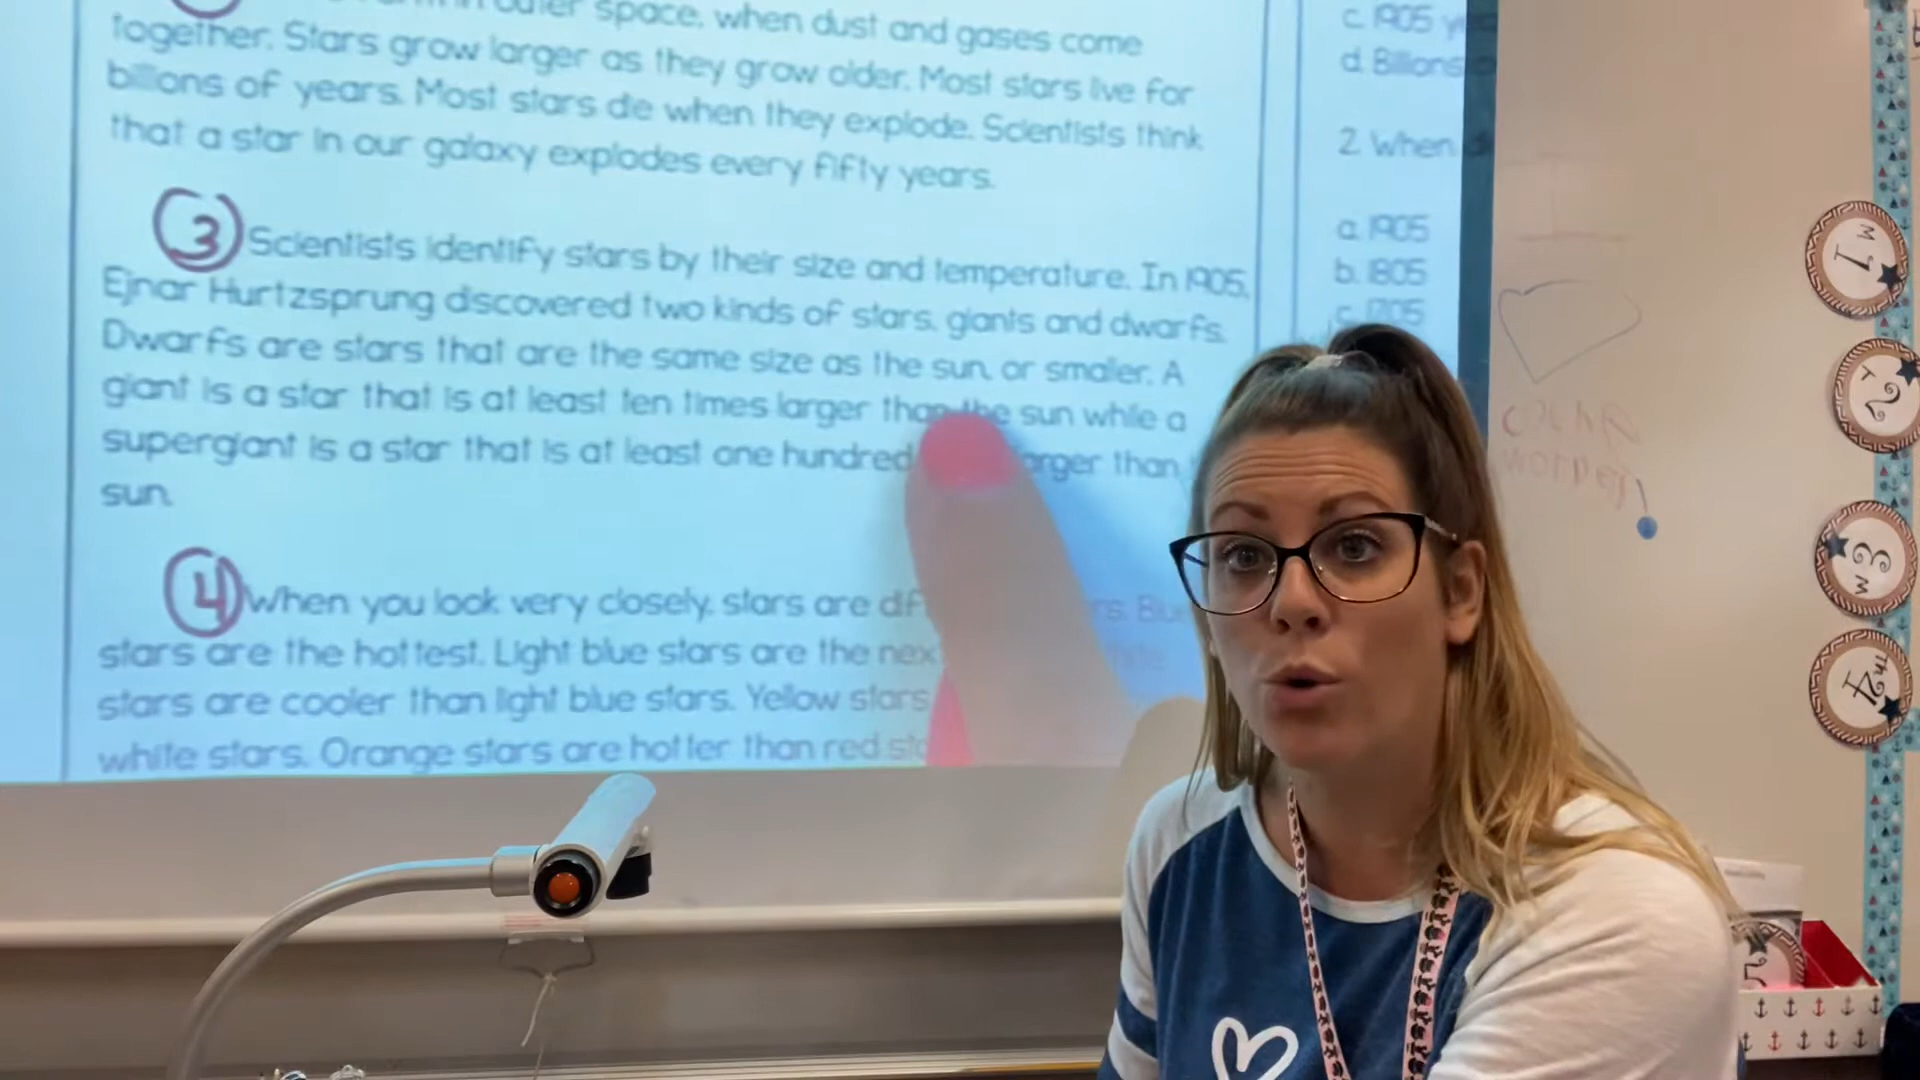 outer space, when dust and gases come
together. Stars grow larger as they grow older. Most stars live for
billions of years. Most stars die when they explode. Scientists think
that a star in our galaxy explodes every fifty years.
3 Scientists identify stars by their size and temperature. In 1905,
Ejnar Hurtzsprung discovered two kinds of stars, giants and dwarfs.
Dwarfs are stars that are the same size as the sun, or smaller. A
giant is a star that is at least ten times larger than the sun while a
supergiant is a star that is at least one hundred larger than
sun.
4 When you look very closely, stars are
stars are the hottest. Light blue stars are the
stars are cooler than light blue stars. Yellow stars
white stars. Orange stars are hotter than red
c. 1905
d. Billions
2. When
a. 1905
b. 1805
c. 1705
M 1
T 2
W 3
Th 4